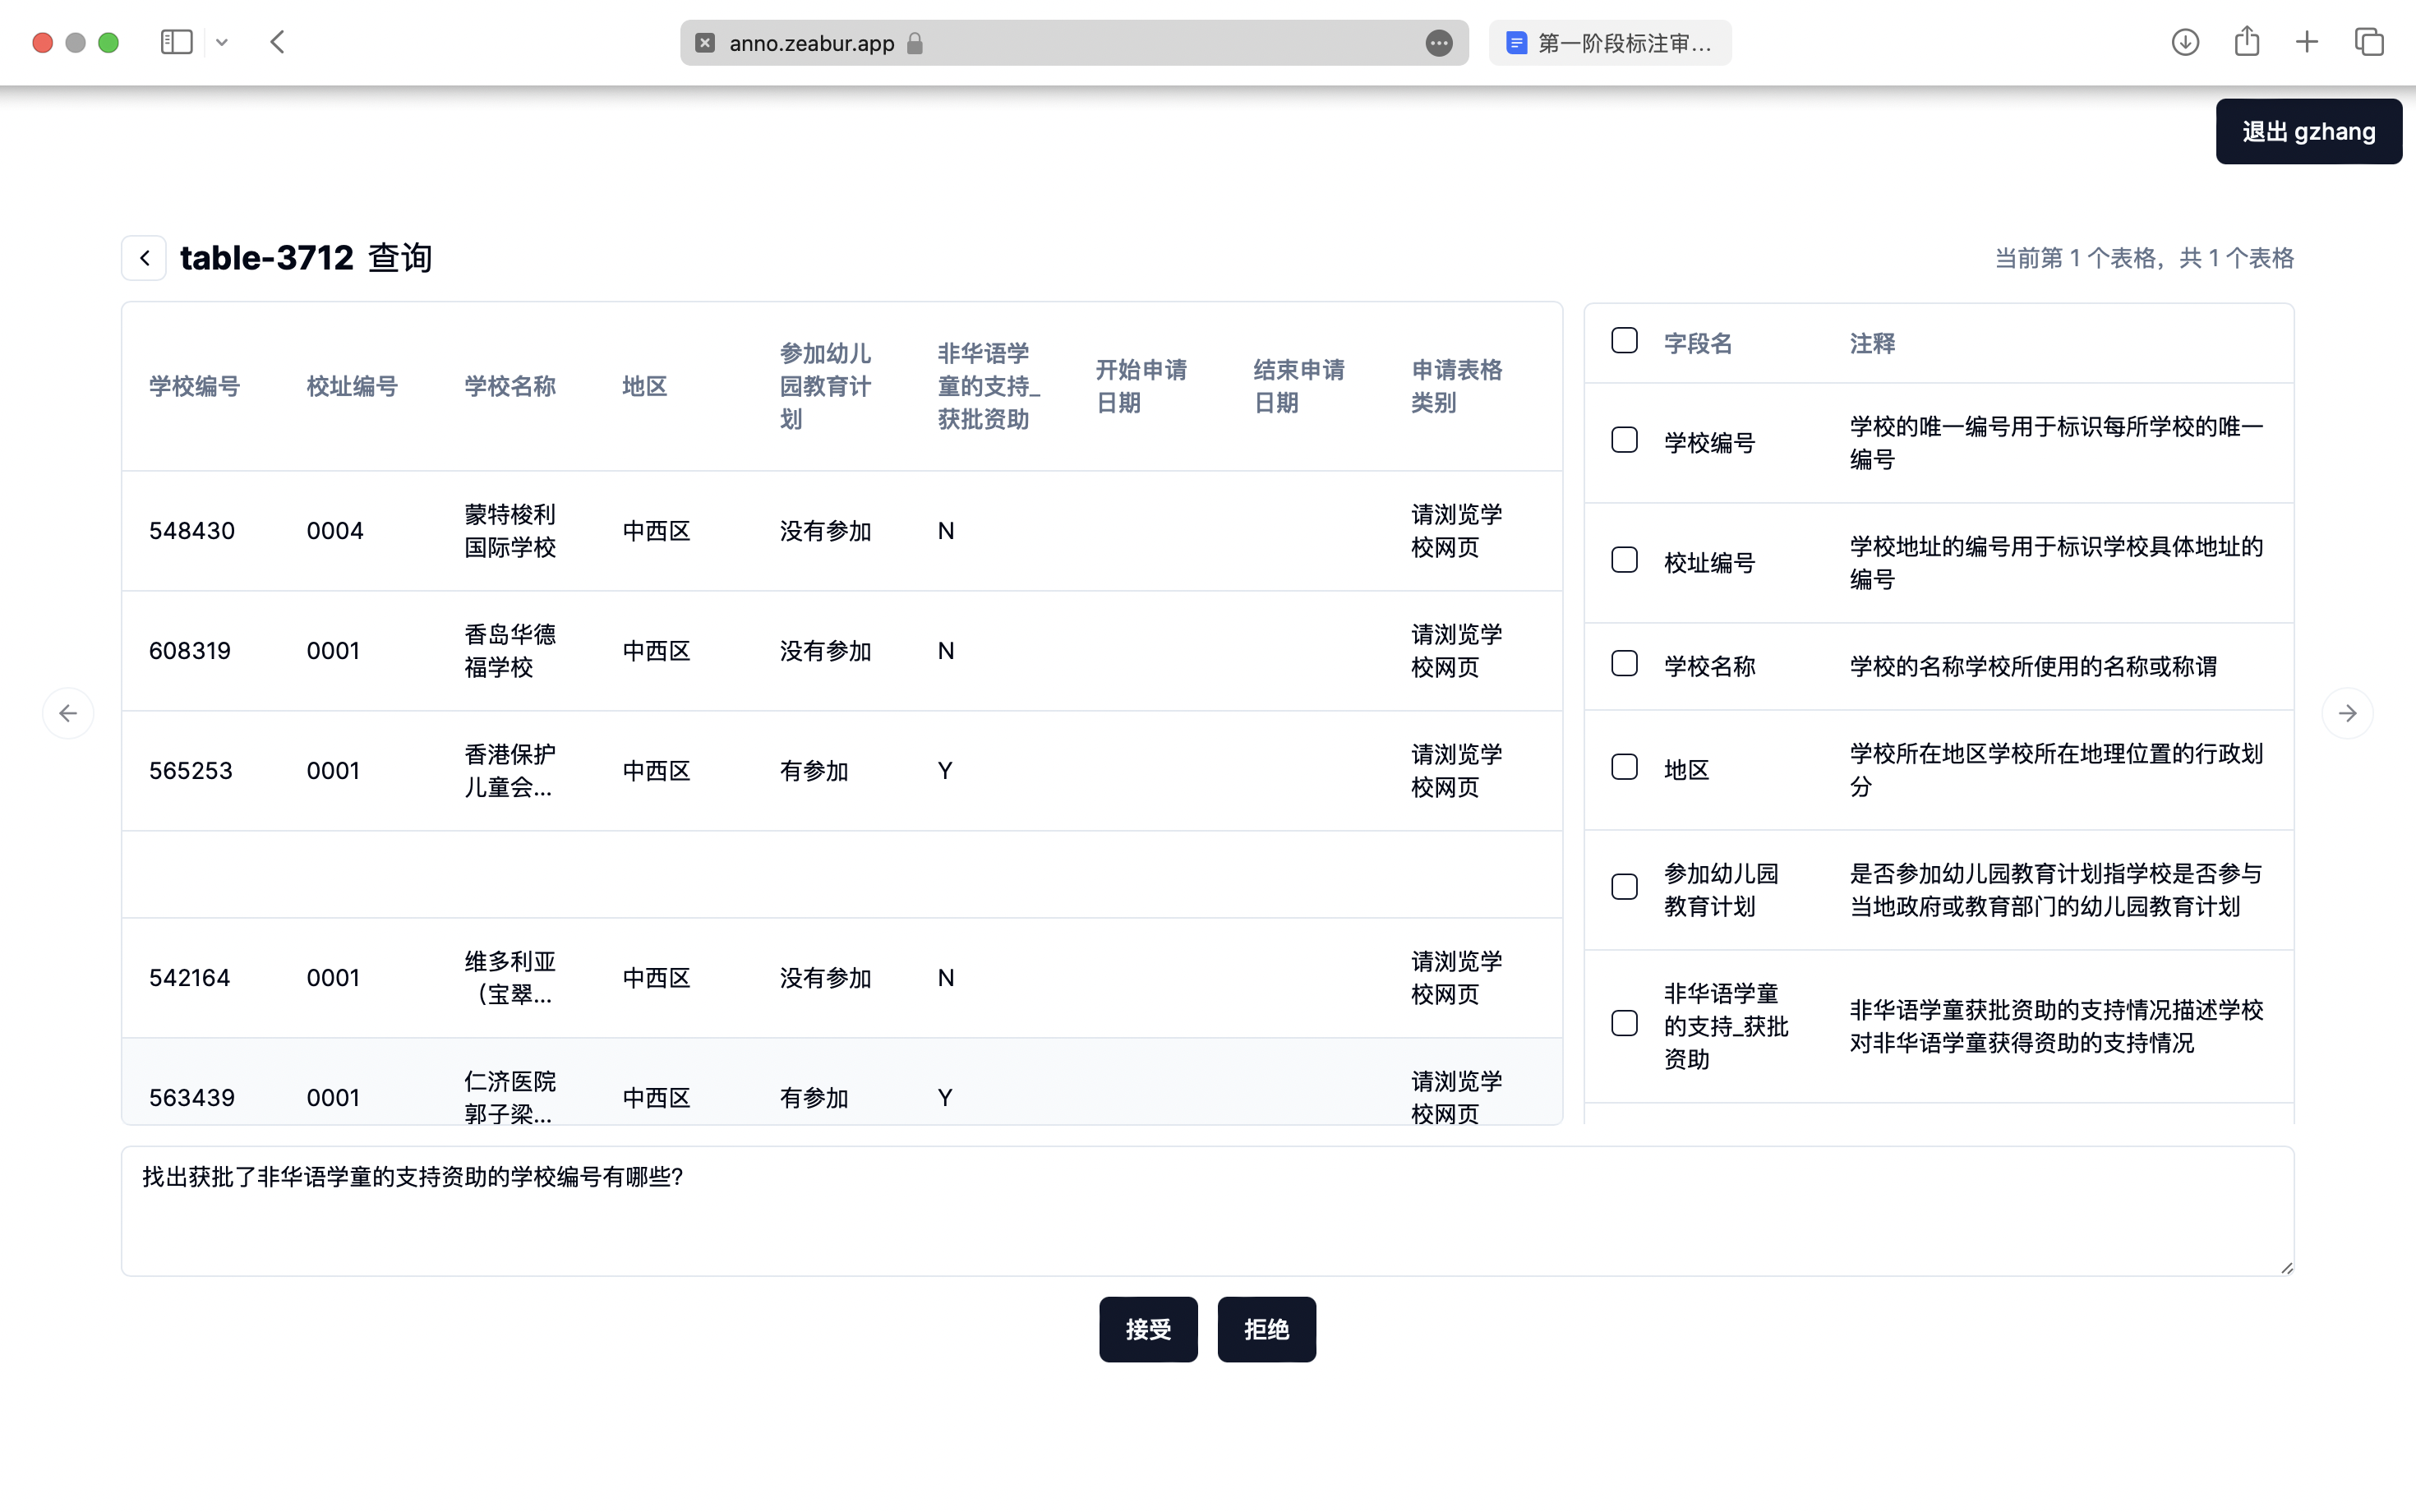 anno.zeabur.app
第一阶段标注审...
退出 gzhang
table-3712 查询
当前第 1 个表格，共 1 个表格
学校编号 校址编号 学校名称 地区 参加幼儿园教育计划 非华语学童的支持_获批资助 开始申请日期 结束申请日期 申请表格类别
548430 0004 蒙特梭利国际学校 中西区 没有参加 N 请浏览学校网页
608319 0001 香岛华德福学校 中西区 没有参加 N 请浏览学校网页
565253 0001 香港保护儿童会... 中西区 有参加 Y 请浏览学校网页
542164 0001 维多利亚（宝翠... 中西区 没有参加 N 请浏览学校网页
563439 0001 仁济医院郭子梁... 中西区 有参加 Y 请浏览学校网页
字段名 注释
学校编号 学校的唯一编号用于标识每所学校的唯一编号
校址编号 学校地址的编号用于标识学校具体地址的编号
学校名称 学校的名称学校所使用的名称或称谓
地区 学校所在地区学校所在地理位置的行政划分
参加幼儿园教育计划 是否参加幼儿园教育计划指学校是否参与当地政府或教育部门的幼儿园教育计划
非华语学童的支持_获批资助 非华语学童获批资助的支持情况描述学校对非华语学童获得资助的支持情况
找出获批了非华语学童的支持资助的学校编号有哪些?
接受 拒绝